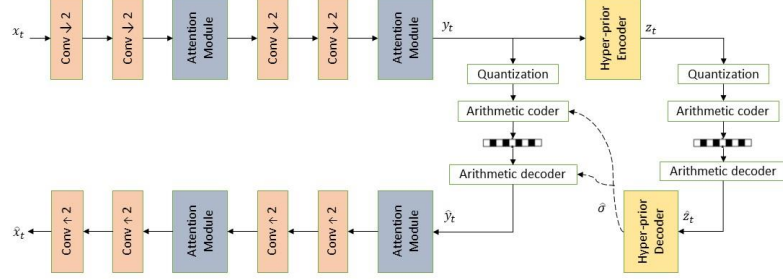 x_t
Conv ↓ 2
Conv ↓ 2
Attention
Module
Conv ↓ 2
Conv ↓ 2
Attention
Module
y_t
Hyper-prior
Encoder
z_t
Quantization
Quantization
Arithmetic coder
Arithmetic coder
Arithmetic decoder
Arithmetic decoder
x̂_t
Conv ↑ 2
Conv ↑ 2
Attention
Module
Conv ↑ 2
Conv ↑ 2
Attention
Module
ŷ_t
σ̂
Hyper-prior
Decoder
ẑ_t